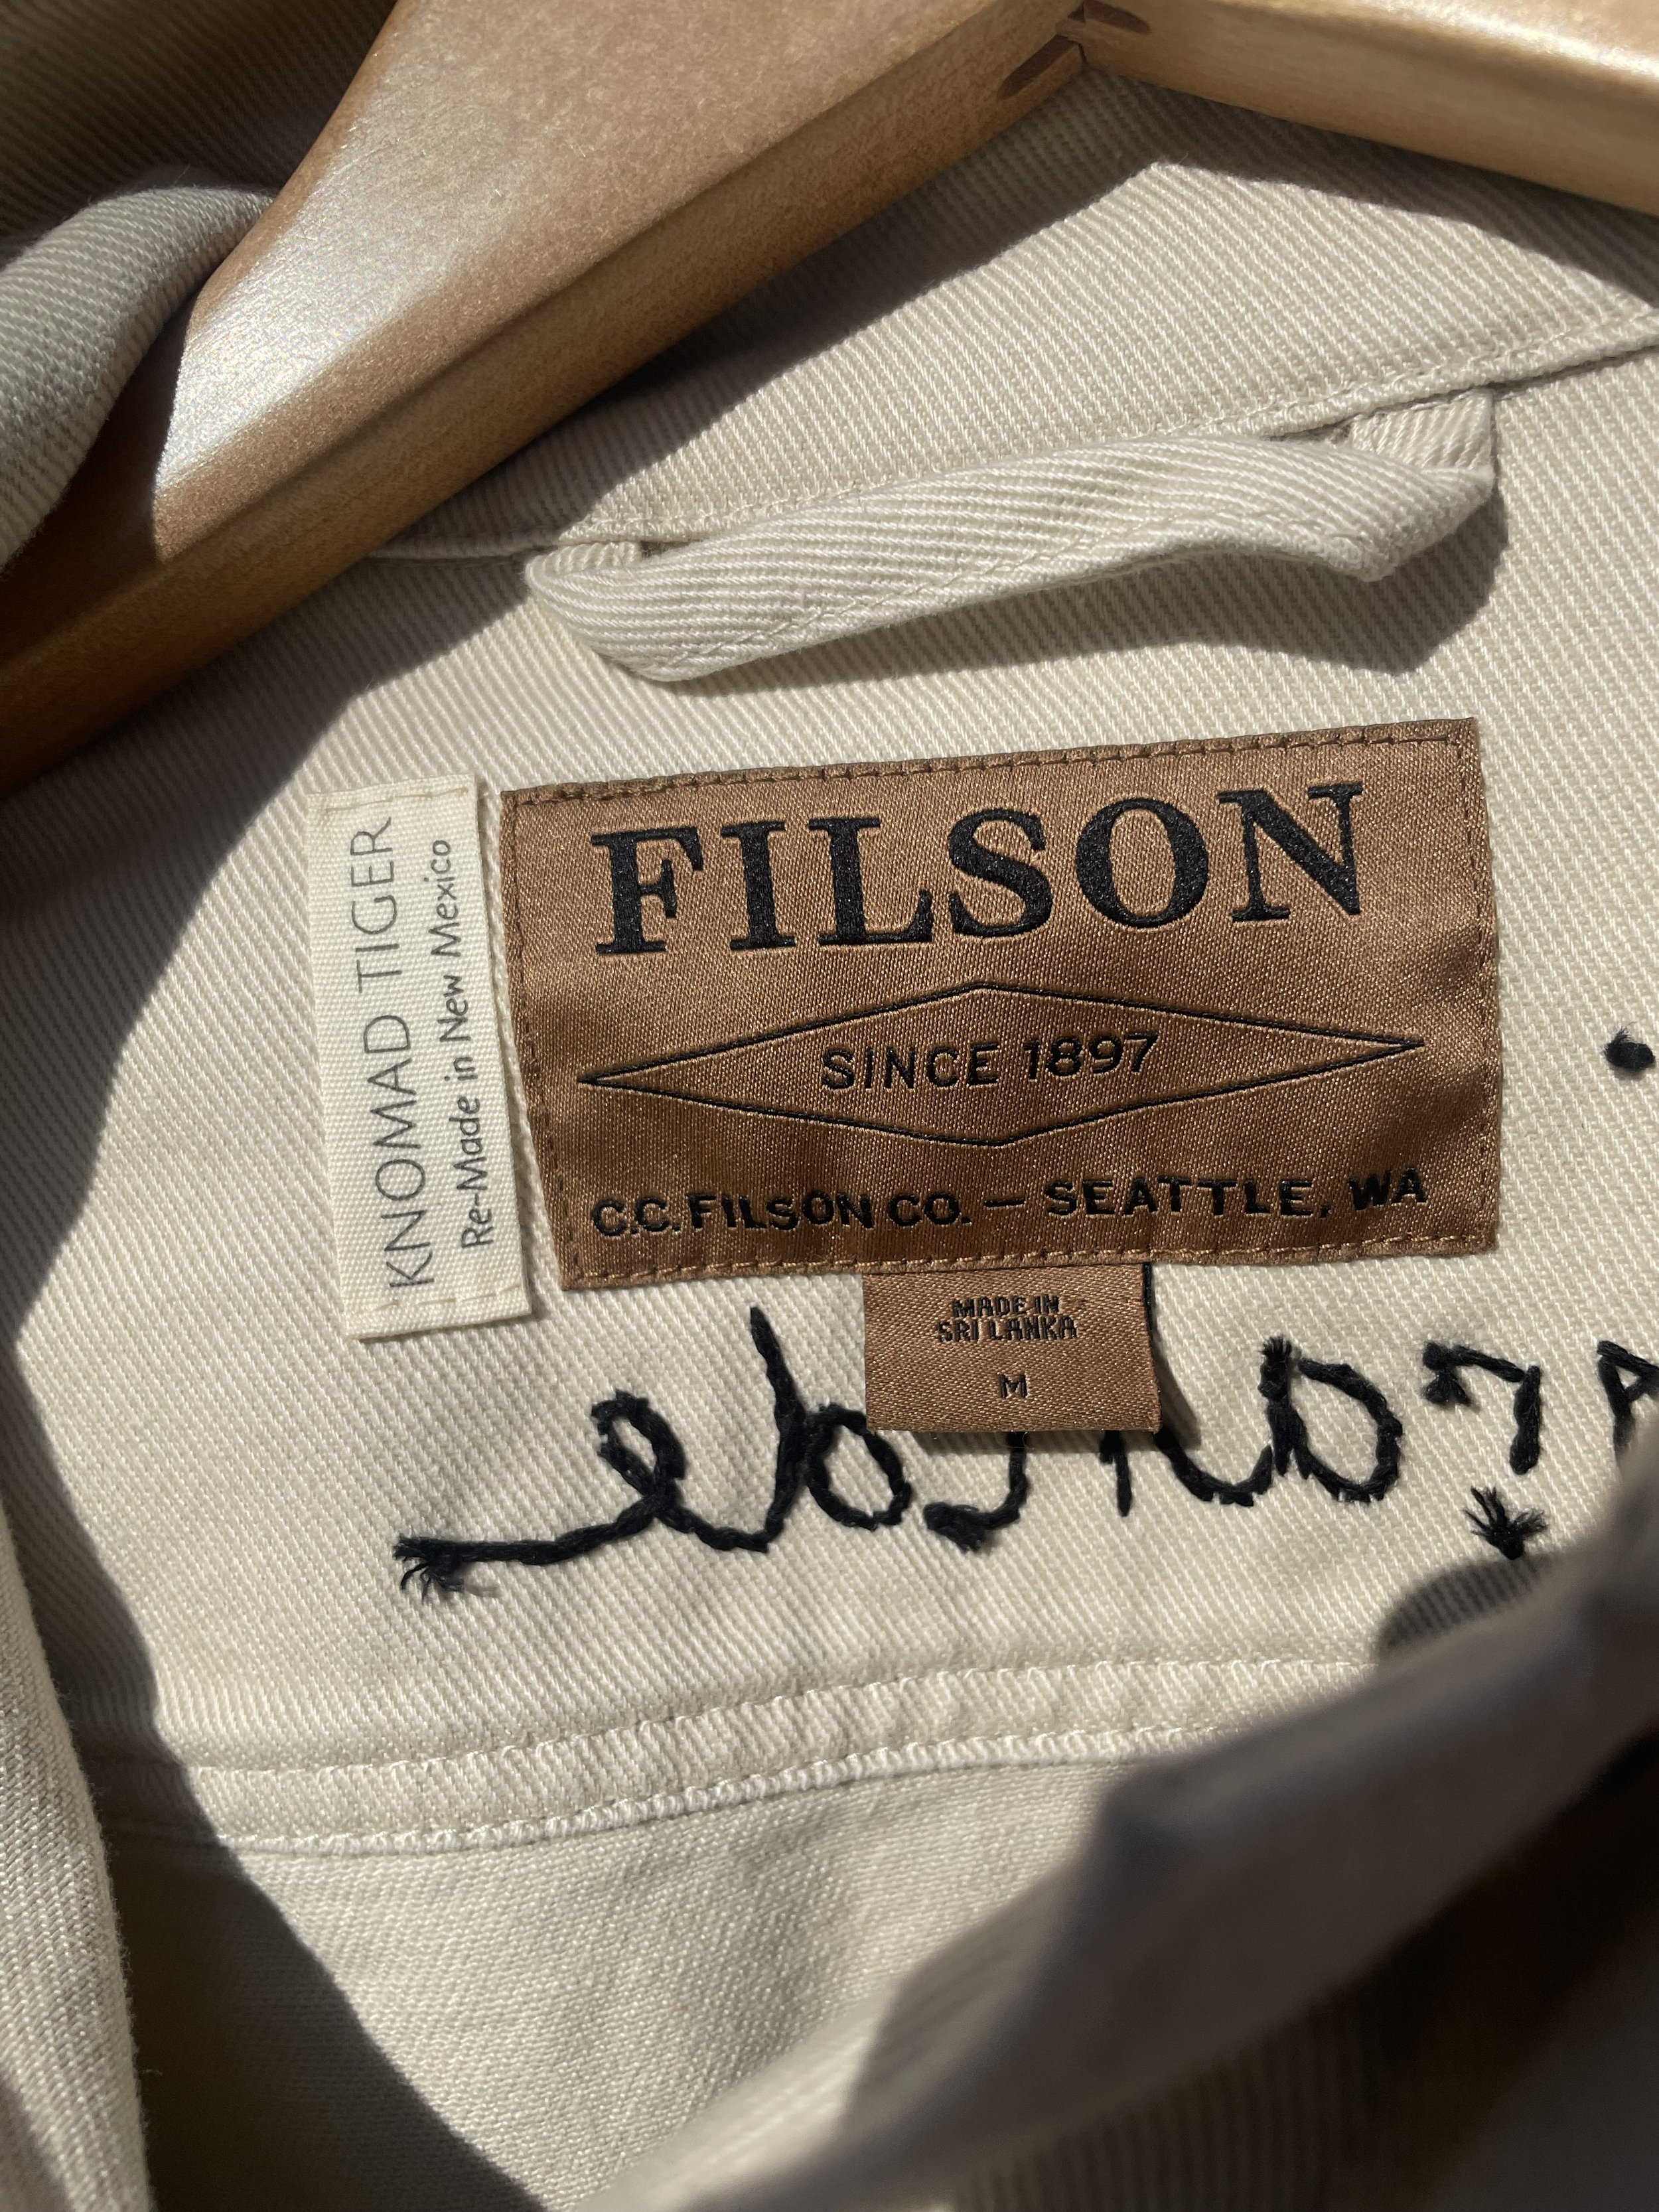 KNOMAD TIGER
Re-Made in New Mexico
FILSON
SINCE 1897
C.C. FILSON CO. — SEATTLE, WA
MADE IN
SRI LANKA
M